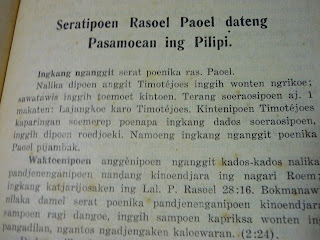 Seratipoen Rasoel Paoel dateng
Pasamoean ing Pilipi.
Ingkang nganggit serat poenika ras. Paoel.
Nalika dipoen anggit Timotéjoes inggih wonten ngrikoe;
sawatawis inggih toemoet kintoen. Terang soeraosipoen aj. 1
makaten: Lajangkoe karo Timotéjoes. Kintenipoen Timotéjoes
kaparingan soemerep poenapa ingkang dados soeraosipoen,
inggih dipoen roedjoeki. Namoeng ingkang nganggit poenika
Paoel pijambak.
Wakteenipoen anggènipoen nganggit kados-kados nalika
pandjenenganipoen nandang kinoendjara ing nagari Roem;
ingkang katjarijosaken ing Lal. P. Rasoel 28:16. Bokmanaw
nilaka damel serat poenika pandjenenganipoen kinoendjara
sampoen ragi dangoe, inggih sampoen kapriksa wonten ing
pangadilan, ngantos ngadjengaken kaloewaran. (2:24).